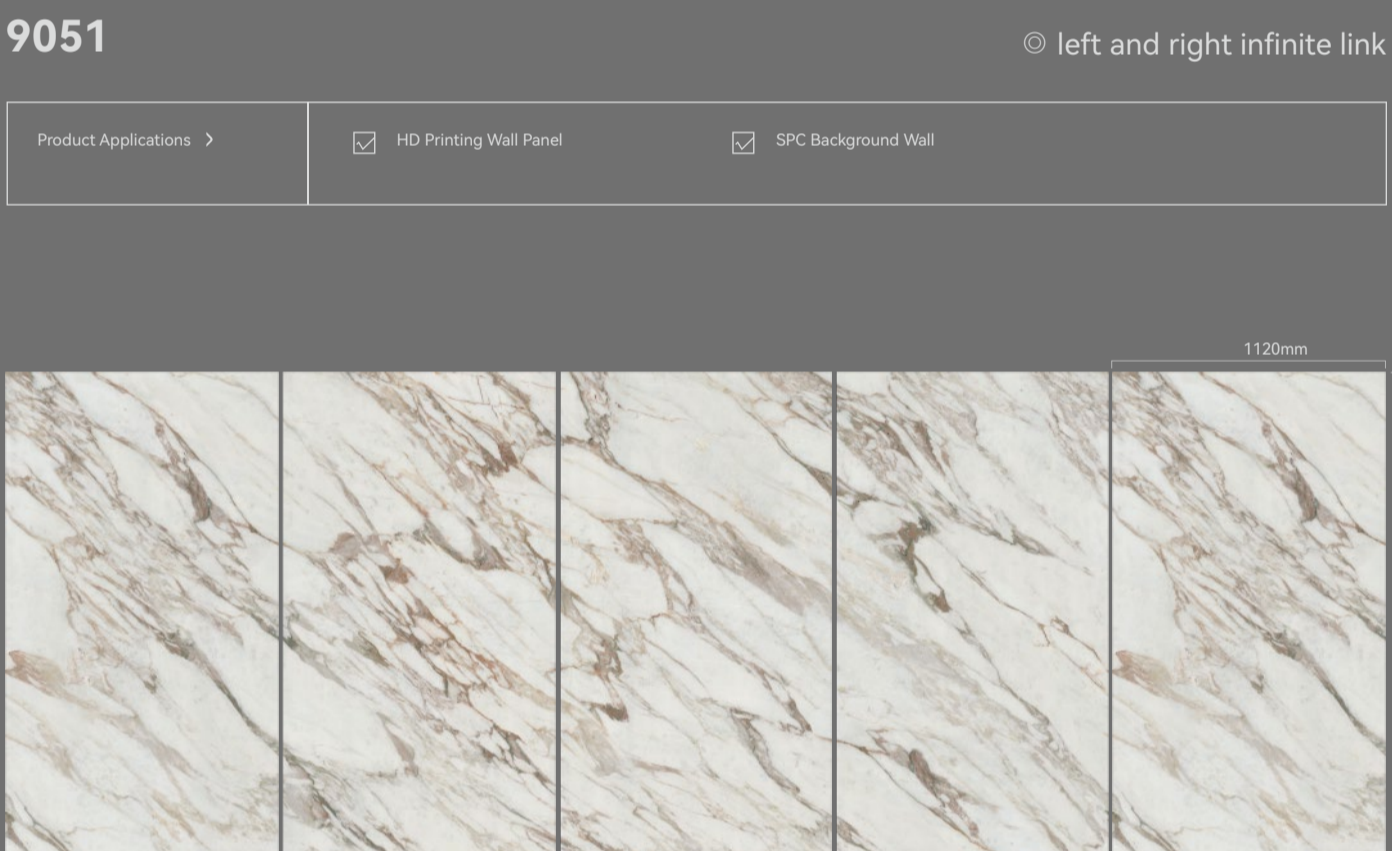 9051
◎ left and right infinite link
Product Applications >
HD Printing Wall Panel
SPC Background Wall
1120mm